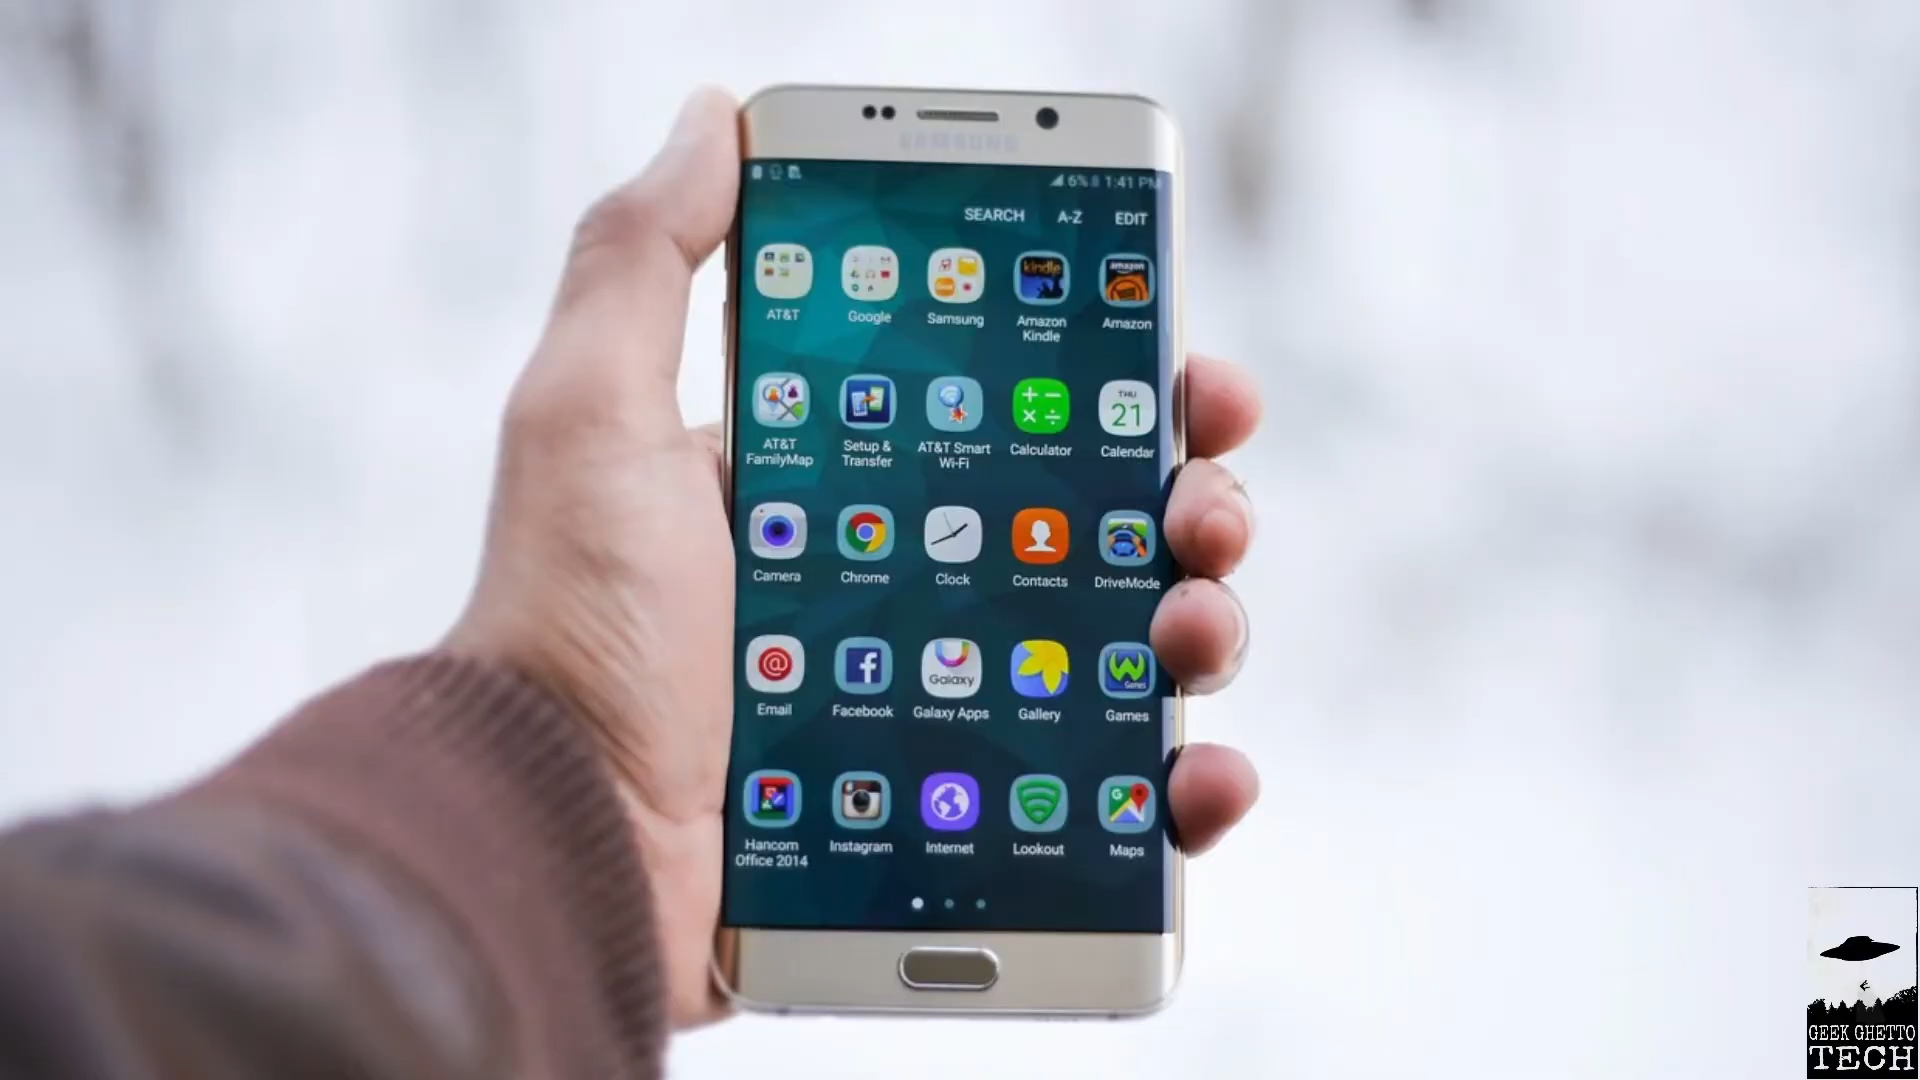 SAMSUNG
6% 1:41 PM
SEARCH A-Z EDIT
kindle amazon
AT&T Google Samsung Amazon Kindle Amazon
THU
21
AT&T FamilyMap Setup & Transfer AT&T Smart Wi-Fi Calculator Calendar
Camera Chrome Clock Contacts DriveMode
Galaxy Games
Email Facebook Galaxy Apps Gallery Games
G
Hancom Office 2014 Instagram Internet Lookout Maps
GEEK GHETTO
TECH